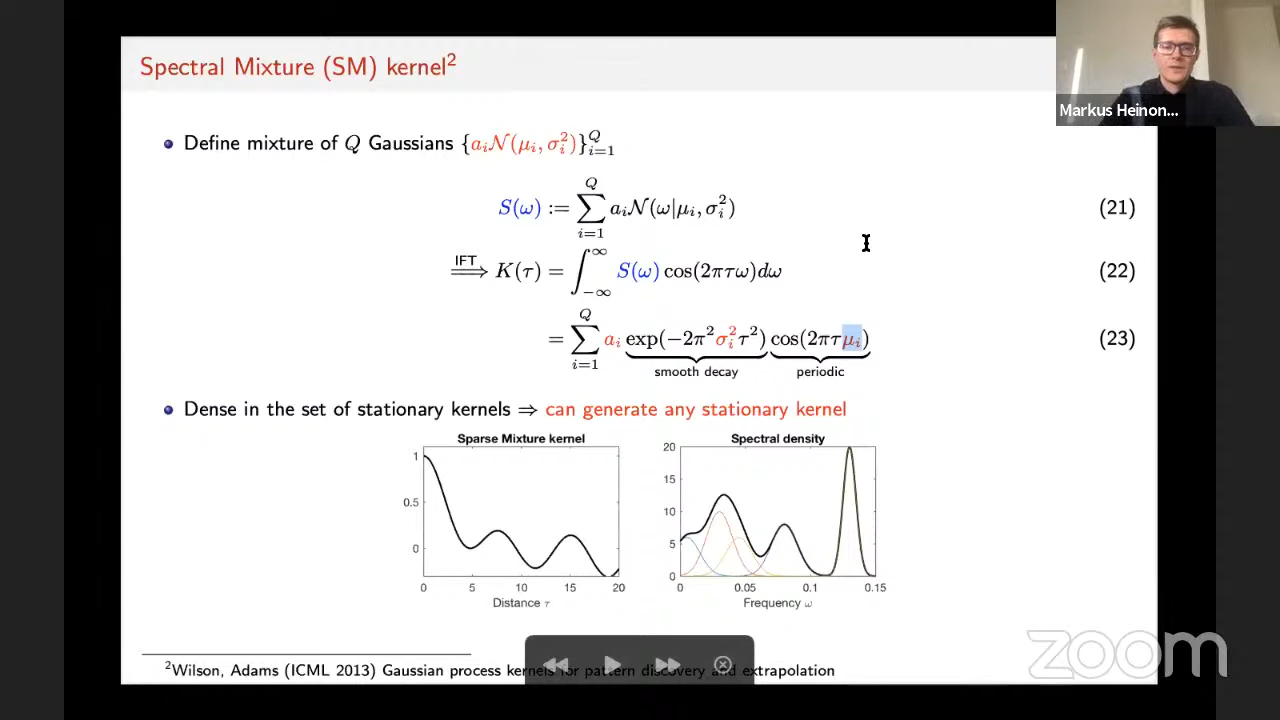 Spectral Mixture (SM) kernel²
Markus Heinon...
Define mixture of Q Gaussians {aᵢ𝒩(μᵢ, σᵢ²)}ᵢ₌₁^Q
S(ω) := ∑ᵢ₌₁^Q aᵢ𝒩(ω|μᵢ, σᵢ²) (21)
IFT ⟹ K(τ) = ∫₋∞^∞ S(ω) cos(2πτω)dω (22)
= ∑ᵢ₌₁^Q aᵢ exp(−2π²σᵢ²τ²) cos(2πτμᵢ) (23)
smooth decay periodic
Dense in the set of stationary kernels ⇒ can generate any stationary kernel
Sparse Mixture kernel
1
0.5
0
0 5 10 15 20
Distance τ
Spectral density
20
15
10
5
0
0 0.05 0.1 0.15
Frequency ω
²Wilson, Adams (ICML 2013) Gaussian process kernels for pattern discovery and extrapolation
zoom